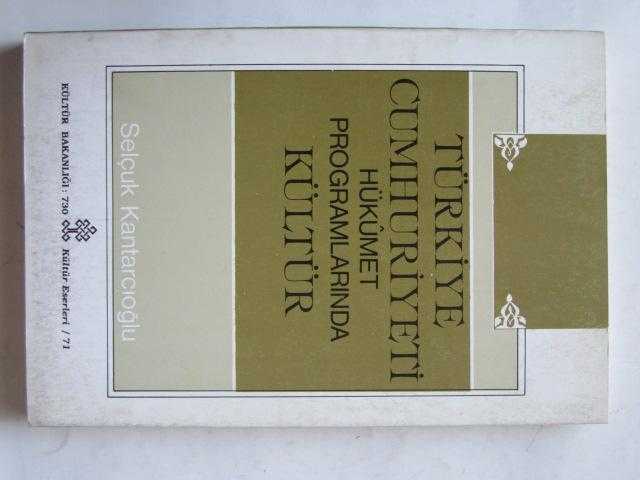 TÜRKİYE
CUMHURİYETİ
HÜKÛMET
PROGRAMLARINDA
KÜLTÜR
Selçuk Kantarcıoğlu
KÜLTÜR BAKANLIĞI: 730 Kültür Eserleri / 71